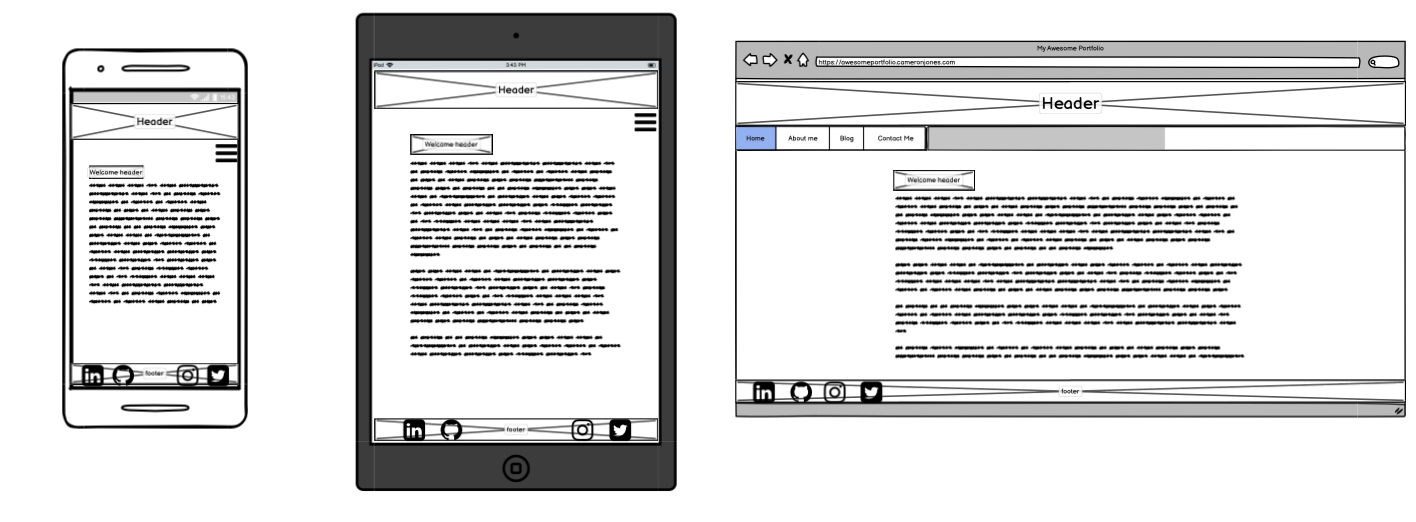 Header
Welcome header
footer
iPad
3:43 PM
Header
Welcome header
footer
My Awesome Portfolio
https://awesomeportfolio.cameronjones.com
Header
Home
About me
Blog
Contact Me
Welcome header
footer